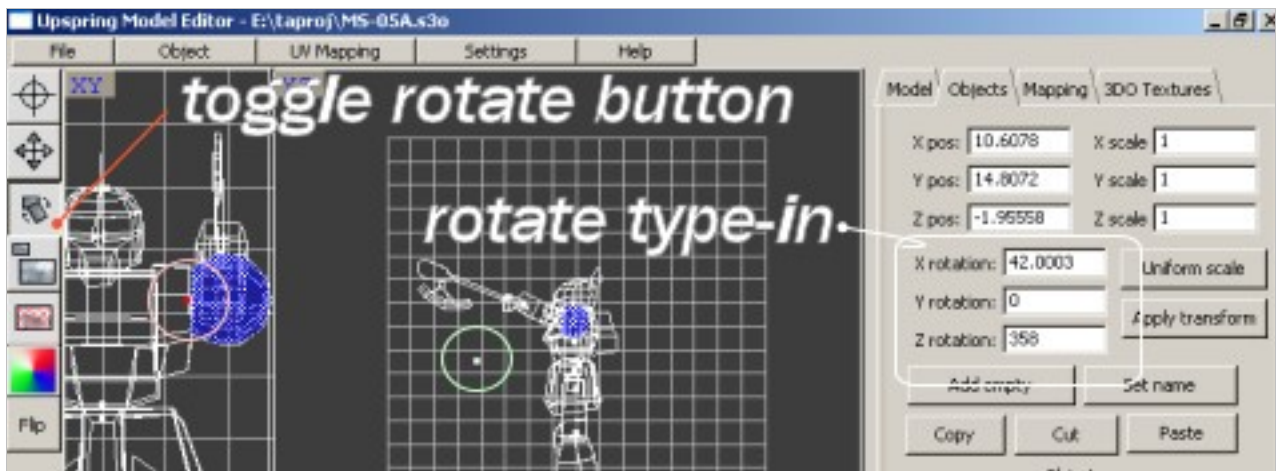 Upspring Model Editor - E:\taproj\MS-05A.s3o
File Object UV Mapping Settings Help
XY
toggle rotate button
Model Objects Mapping 3DO Textures
X pos: 10.6078 X scale 1
Y pos: 14.8072 Y scale 1
rotate type-in
Z pos: -1.95558 Z scale 1
X rotation: 42.0003 Uniform scale
Y rotation: 0
Apply transform
Z rotation: 358
Add empty Set name
Flip
Copy Cut Paste